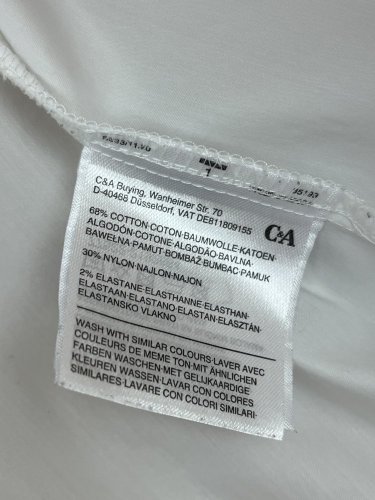 C&A Buying, Wanheimer Str. 70
D-40468 Düsseldorf, VAT DE811809155
C&A
68% COTTON·COTON·BAUMWOLLE·KATOEN·
ALGODÓN·COTONE·ALGODÃO·BAVLNA·
BAWEŁNA·PAMUT·BOMBAŽ·BUMBAC·PAMUK
30% NYLON·NAJLON·NAJON
2% ELASTANE·ELASTHANNE·ELASTHAN·
ELASTAAN·ELASTANO·ELASTAN·ELASZTÁN·
ELASTANSKO VLAKNO
WASH WITH SIMILAR COLOURS·LAVER AVEC
COULEURS DE MEME TON·MIT ÄHNLICHEN
FARBEN WASCHEN·MET GELIJKAARDIGE
KLEUREN WASSEN·LAVAR CON COLORES
SIMILARES·LAVAR CON COLORI SIMILARI·